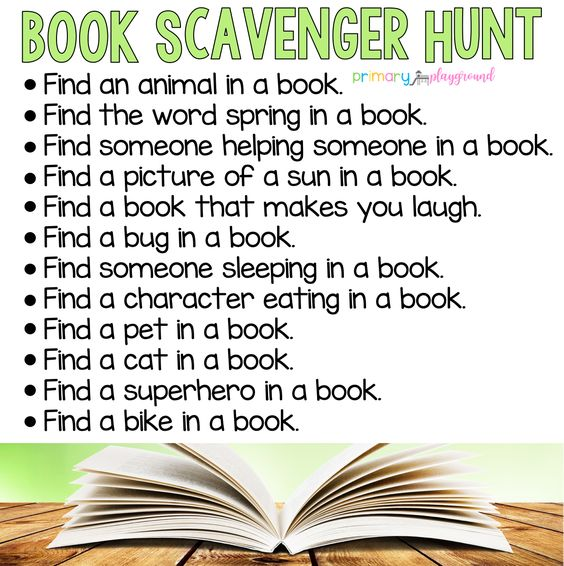 BOOK SCAVENGER HUNT
primary playground
• Find an animal in a book.
• Find the word spring in a book.
• Find someone helping someone in a book.
• Find a picture of a sun in a book.
• Find a book that makes you laugh.
• Find a bug in a book.
• Find someone sleeping in a book.
• Find a character eating in a book.
• Find a pet in a book.
• Find a cat in a book.
• Find a superhero in a book.
• Find a bike in a book.